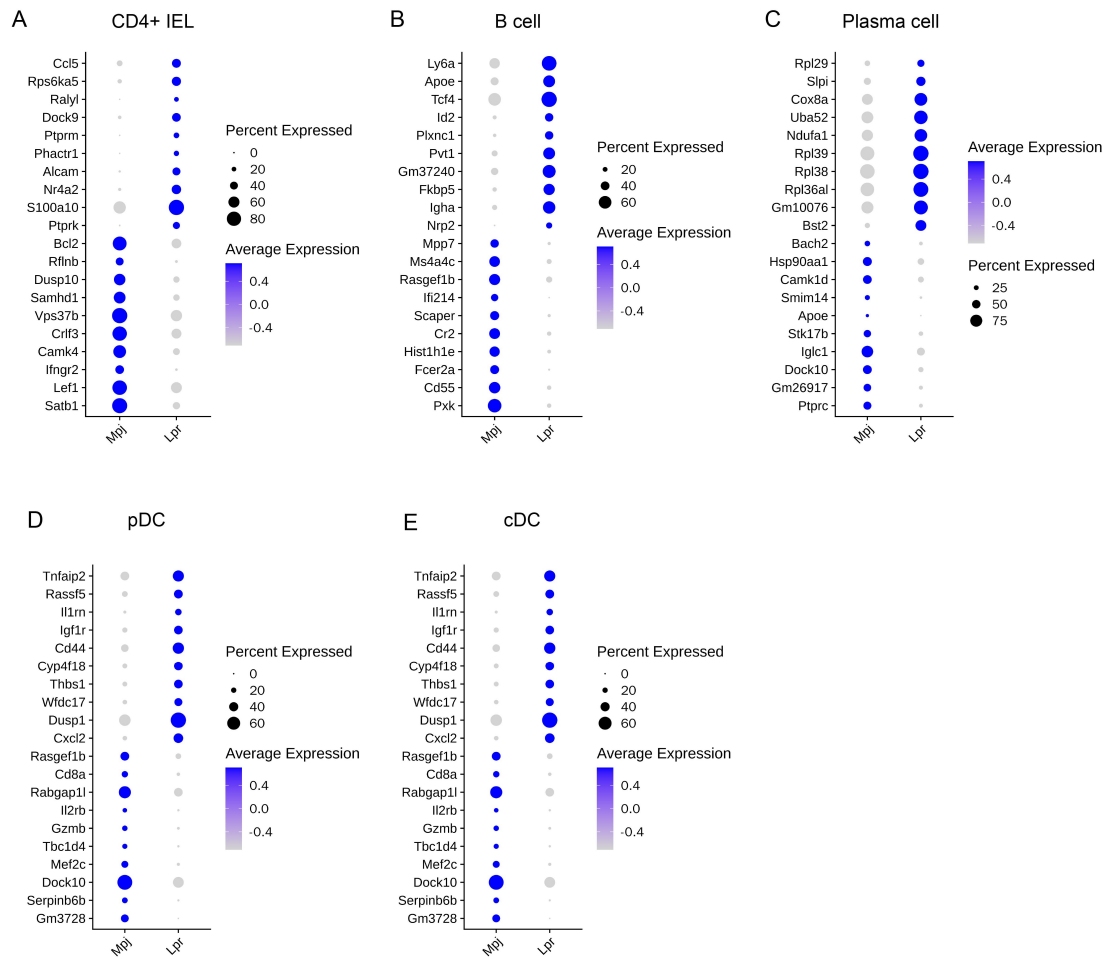 A
CD4+ IEL
Ccl5
Rps6ka5
Ralyl
Dock9
Ptprm
Phactr1
Alcam
Nr4a2
S100a10
Ptprk
Bcl2
Rflnb
Dusp10
Samhd1
Vps37b
Crlf3
Camk4
Ifngr2
Lef1
Satb1
Mpj
Lpr
Percent Expressed
0
20
40
60
80
Average Expression
0.4
0.0
-0.4
B
B cell
Ly6a
Apoe
Tcf4
Id2
Plxnc1
Pvt1
Gm37240
Fkbp5
Igha
Nrp2
Mpp7
Ms4a4c
Rasgef1b
Ifi214
Scaper
Cr2
Hist1h1e
Fcer2a
Cd55
Pxk
Mpj
Lpr
Percent Expressed
20
40
60
Average Expression
0.4
0.0
-0.4
C
Plasma cell
Rpl29
Slpi
Cox8a
Uba52
Ndufa1
Rpl39
Rpl38
Rpl36al
Gm10076
Bst2
Bach2
Hsp90aa1
Camk1d
Smim14
Apoe
Stk17b
Iglc1
Dock10
Gm26917
Ptprc
Mpj
Lpr
Average Expression
0.4
0.0
-0.4
Percent Expressed
25
50
75
D
pDC
Tnfaip2
Rassf5
Il1rn
Igf1r
Cd44
Cyp4f18
Thbs1
Wfdc17
Dusp1
Cxcl2
Rasgef1b
Cd8a
Rabgap1l
Il2rb
Gzmb
Tbc1d4
Mef2c
Dock10
Serpinb6b
Gm3728
Mpj
Lpr
Percent Expressed
0
20
40
60
Average Expression
0.4
0.0
-0.4
E
cDC
Tnfaip2
Rassf5
Il1rn
Igf1r
Cd44
Cyp4f18
Thbs1
Wfdc17
Dusp1
Cxcl2
Rasgef1b
Cd8a
Rabgap1l
Il2rb
Gzmb
Tbc1d4
Mef2c
Dock10
Serpinb6b
Gm3728
Mpj
Lpr
Percent Expressed
0
20
40
60
Average Expression
0.4
0.0
-0.4